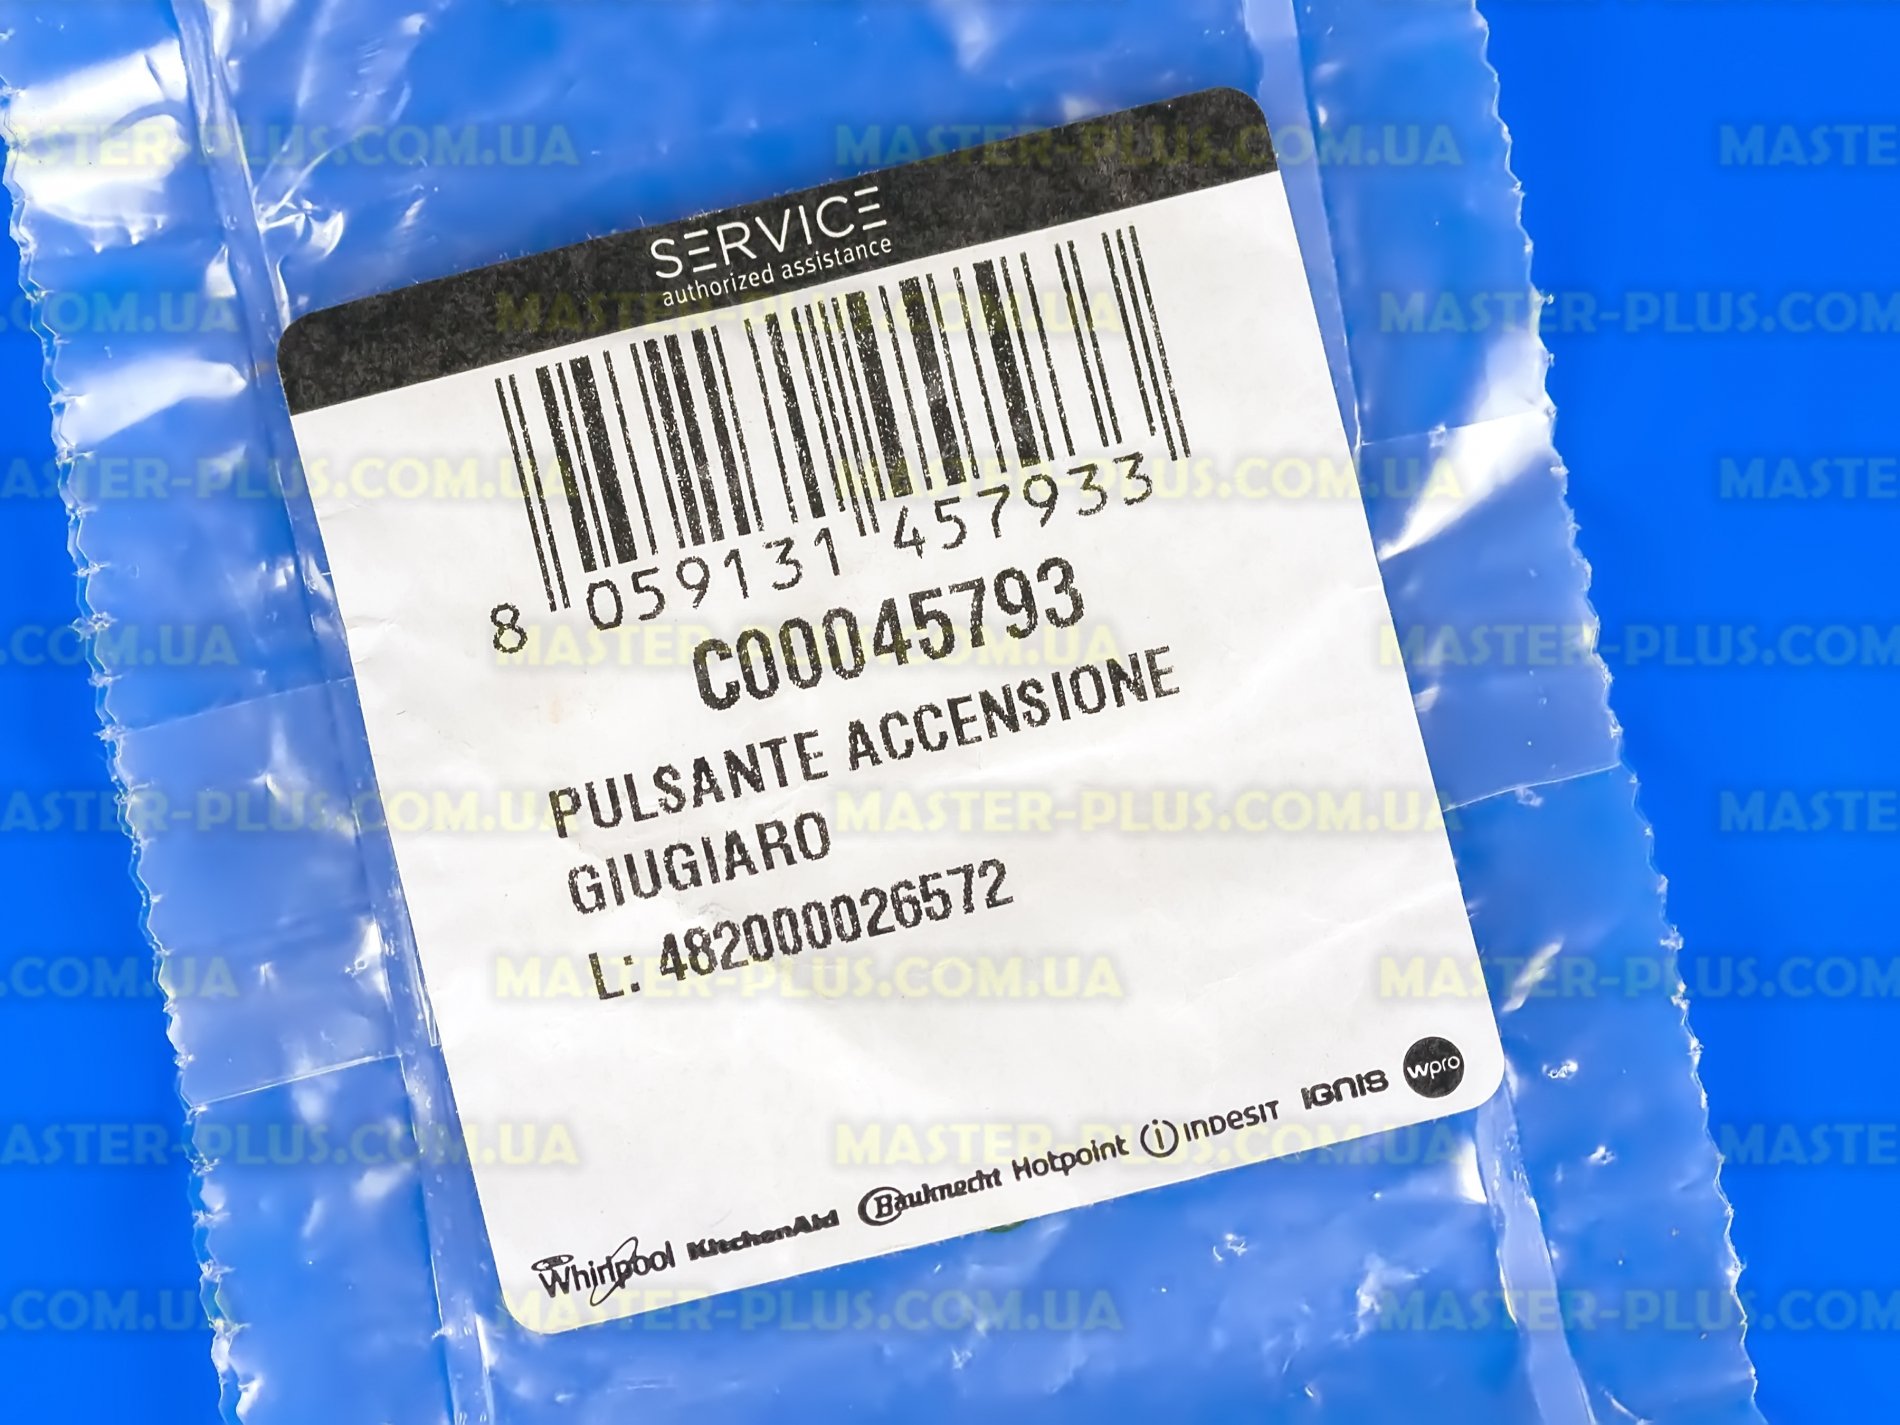 SERVICE
authorized assistance
8 059131 457933
C00045793
PULSANTE ACCENSIONE
GIUGIARO
L: 482000026572
Whirlpool KitchenAid Bauknecht Hotpoint i INDESIT IGNIS wpro
MASTER-PLUS.COM.UA